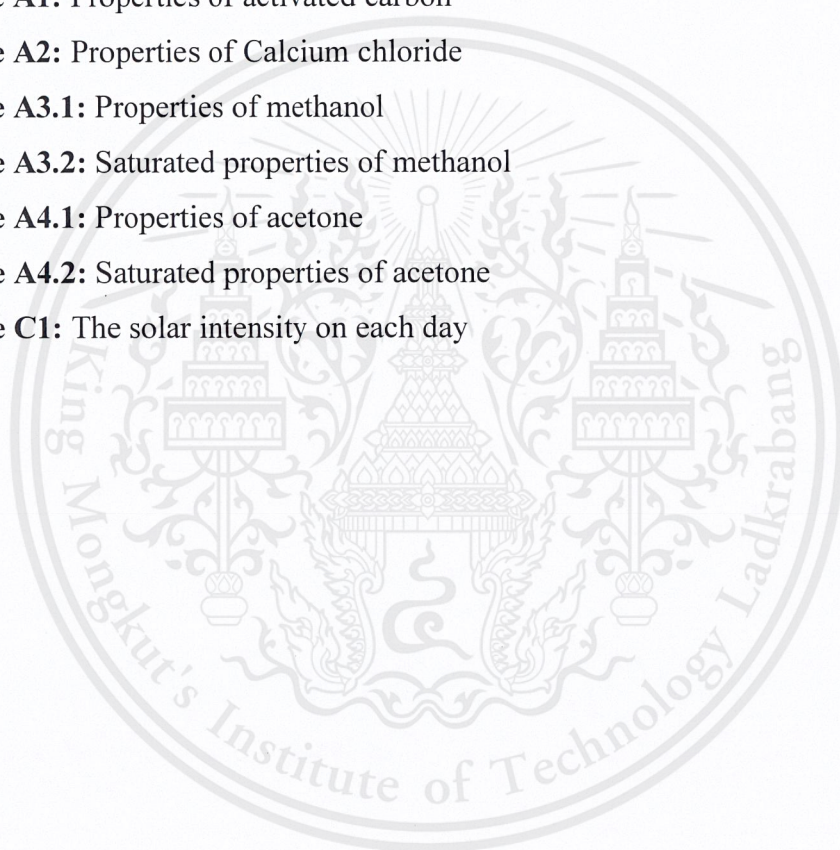 e A1: Properties of activated carbon
e A2: Properties of Calcium chloride
e A3.1: Properties of methanol
e A3.2: Saturated properties of methanol
e A4.1: Properties of acetone
e A4.2: Saturated properties of acetone
e C1: The solar intensity on each day
King Mongkut's Institute of Technology Ladkrabang